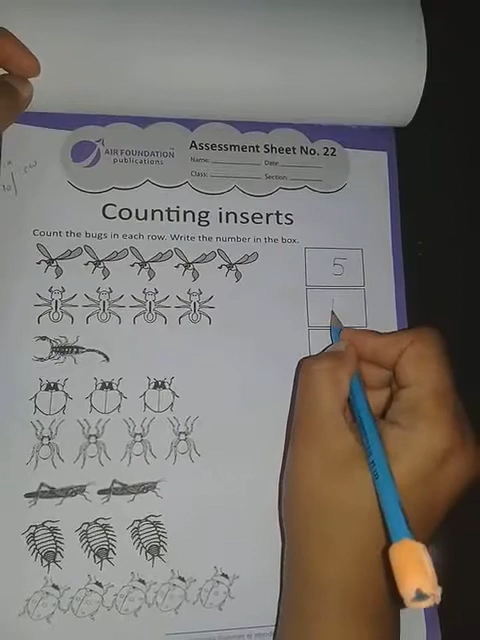 AIR FOUNDATION
publications
Assessment Sheet No. 22
Name: Date:
Class: Section:
Counting inserts
Count the bugs in each row. Write the number in the box.
5